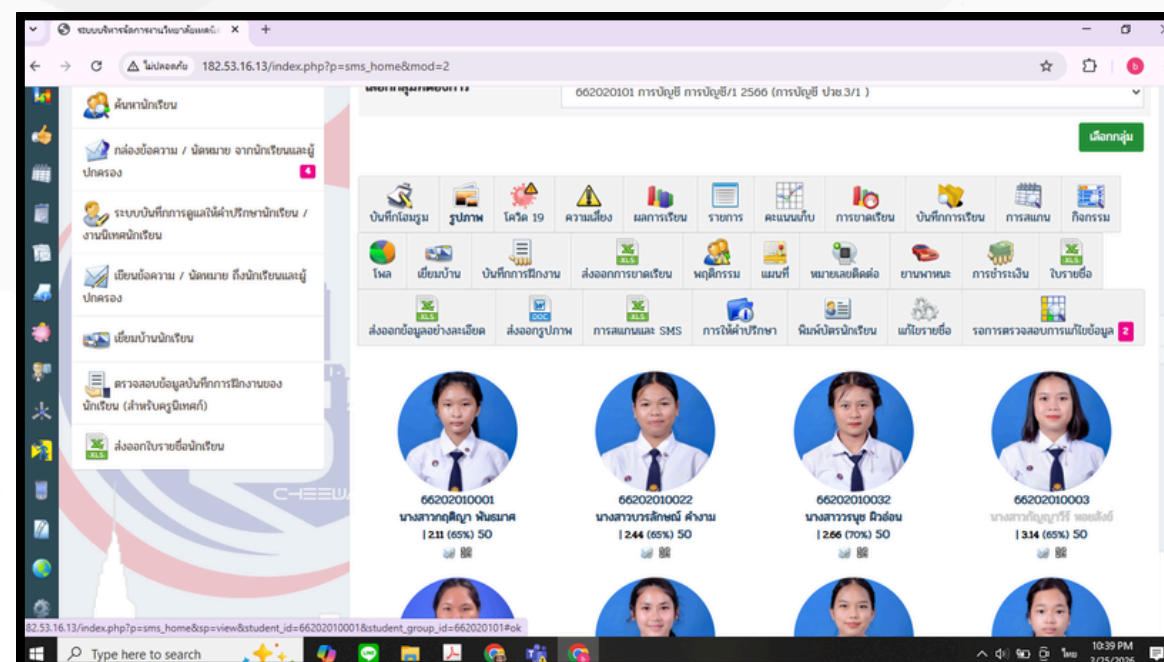 ระบบบริหารจัดการงานวิทยาลัยเทคนิค
ไม่ปลอดภัย 182.53.16.13/index.php?p=sms_home&mod=2
ค้นหานักเรียน
กล่องข้อความ / นัดหมาย จากนักเรียนและผู้
ปกครอง 4
ระบบบันทึกการดูแลให้คำปรึกษานักเรียน /
งานนิเทศนักเรียน
เขียนข้อความ / นัดหมาย ถึงนักเรียนและผู้
ปกครอง
เยี่ยมบ้านนักเรียน
ตรวจสอบข้อมูลบันทึกการฝึกงานของ
นักเรียน (สำหรับครูนิเทศก์)
ส่งออกใบรายชื่อนักเรียน
662020101 การบัญชี การบัญชี/1 2566 (การบัญชี ปวช.3/1 )
เลือกกลุ่ม
บันทึกโฮมรูม รูปภาพ โควิด 19 ความเสี่ยง ผลการเรียน รายการ คะแนนเก็บ การขาดเรียน บันทึกการเรียน การสแกน กิจกรรม
โพล เยี่ยมบ้าน บันทึกการฝึกงาน ส่งออกการขาดเรียน พฤติกรรม แผนที่ หมายเลขติดต่อ ยานพาหนะ การชำระเงิน ใบรายชื่อ
ส่งออกข้อมูลอย่างละเอียด ส่งออกรูปภาพ การสแกนและ SMS การให้คำปรึกษา พิมพ์บัตรนักเรียน แก้ไขรายชื่อ รอการตรวจสอบการแก้ไขข้อมูล 2
66202010001 66202010022 66202010032 66202010003
นางสาวกฤติญา พันธมาศ นางสาวบวรลักษณ์ คำงาม นางสาววรนุช ผิวอ่อน นางสาวกัญญาวีร์ หอยสังข์
| 2.11 (65%) 50 | 2.44 (65%) 50 | 2.66 (70%) 50 | 3.14 (65%) 50
82.53.16.13/index.php?p=sms_home&sp=view&student_id=66202010001&student_group_id=662020101#ok
Type here to search
ไทย 10:39 PM
2/25/2026